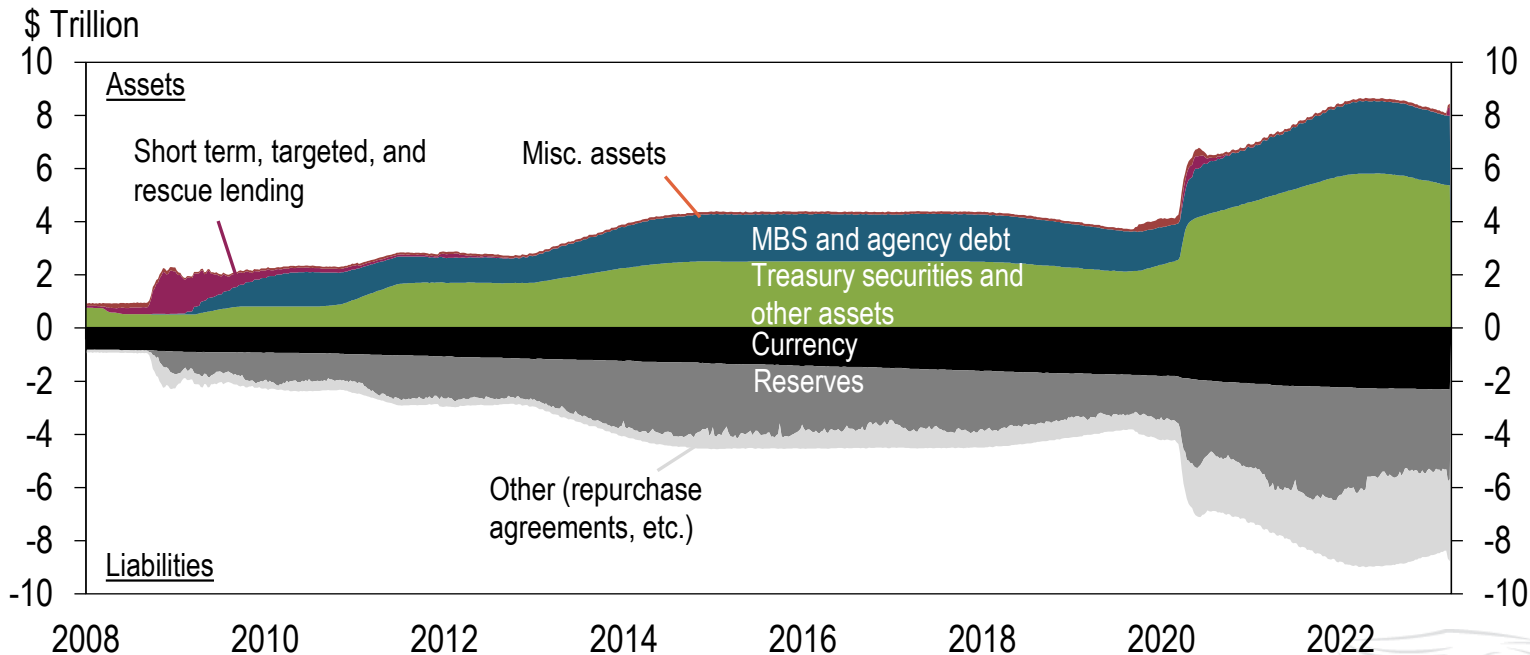 $ Trillion
10
8
6
4
2
0
-2
-4
-6
-8
-10
Assets
Short term, targeted, and
rescue lending
Misc. assets
MBS and agency debt
Treasury securities and
other assets
Currency
Reserves
Other (repurchase
agreements, etc.)
Liabilities
10
8
6
4
2
0
-2
-4
-6
-8
-10
2008 2010 2012 2014 2016 2018 2020 2022